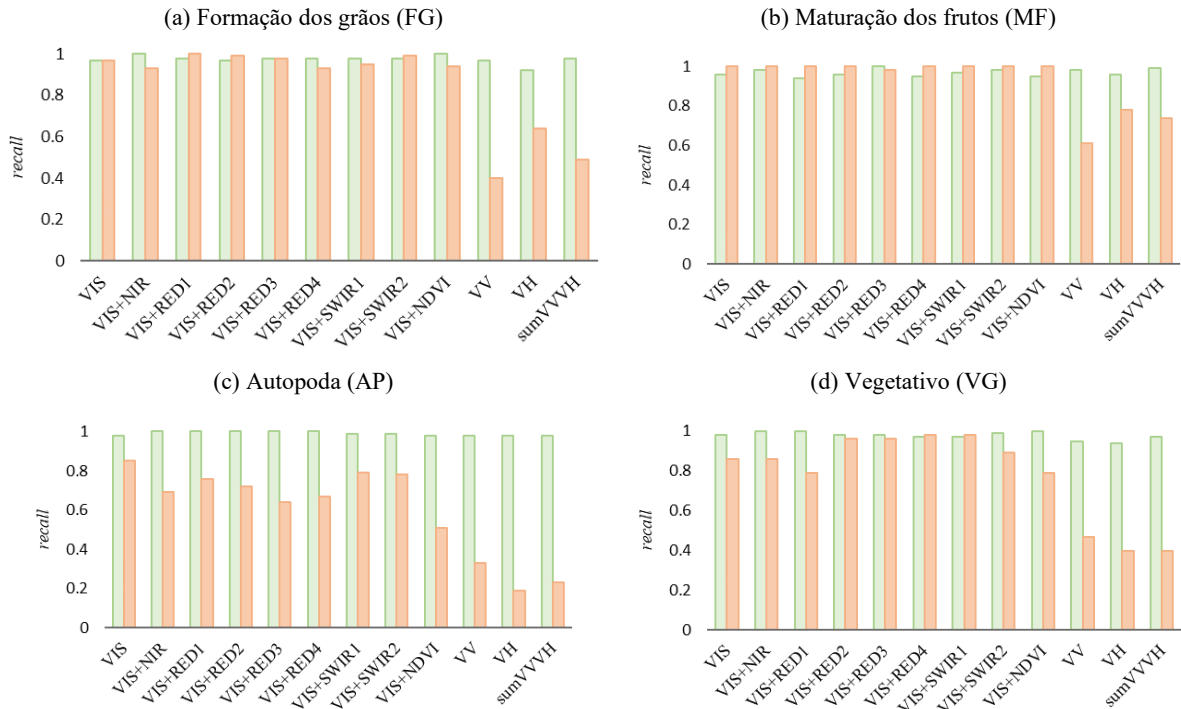 (a) Formação dos grãos (FG)
recall
1
0.8
0.6
0.4
0.2
0
VIS
VIS+NIR
VIS+RED1
VIS+RED2
VIS+RED3
VIS+RED4
VIS+SWIR1
VIS+SWIR2
VIS+NDVI
VV
VH
sumVVVH
(b) Maturação dos frutos (MF)
recall
1
0.8
0.6
0.4
0.2
0
VIS
VIS+NIR
VIS+RED1
VIS+RED2
VIS+RED3
VIS+RED4
VIS+SWIR1
VIS+SWIR2
VIS+NDVI
VV
VH
sumVVVH
(c) Autopoda (AP)
recall
1
0.8
0.6
0.4
0.2
0
VIS
VIS+NIR
VIS+RED1
VIS+RED2
VIS+RED3
VIS+RED4
VIS+SWIR1
VIS+SWIR2
VIS+NDVI
VV
VH
sumVVVH
(d) Vegetativo (VG)
recall
1
0.8
0.6
0.4
0.2
0
VIS
VIS+NIR
VIS+RED1
VIS+RED2
VIS+RED3
VIS+RED4
VIS+SWIR1
VIS+SWIR2
VIS+NDVI
VV
VH
sumVVVH